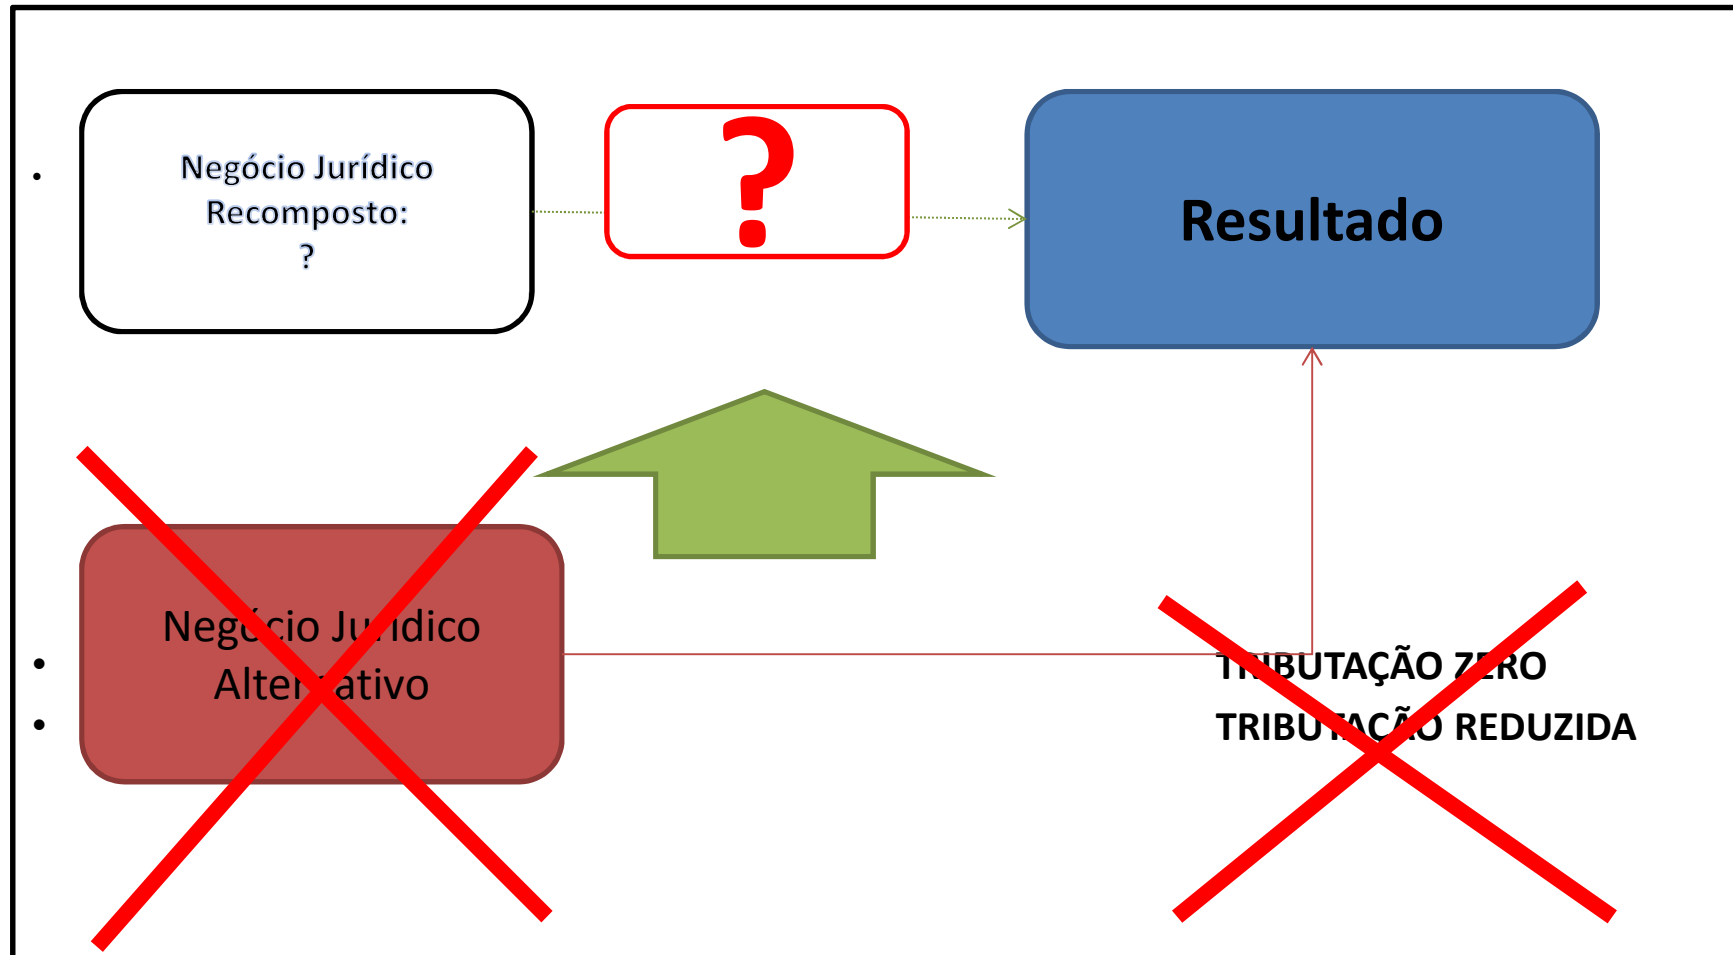 Negócio Jurídico
Recomposto:
?
?
Resultado
Negócio Jurídico
Alternativo
TRIBUTAÇÃO ZERO
TRIBUTAÇÃO REDUZIDA